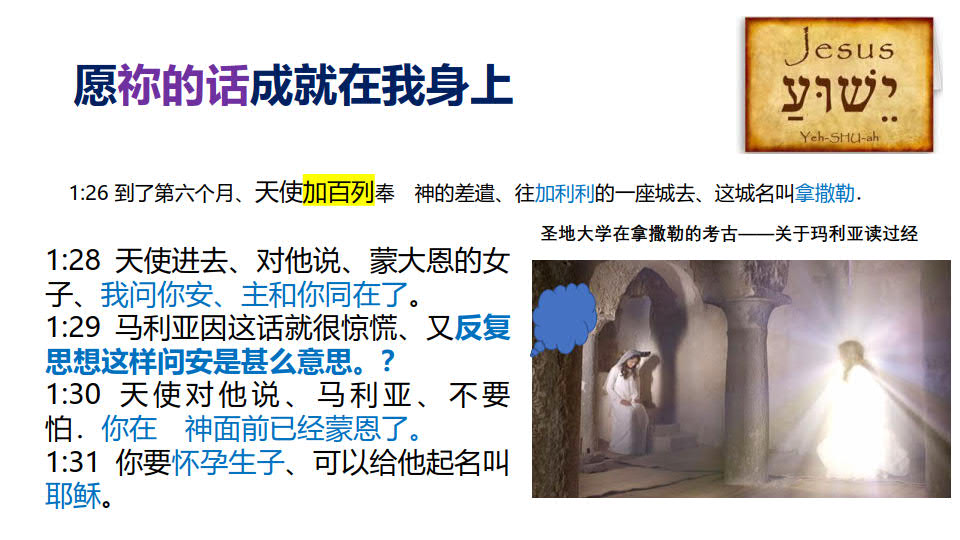 愿祢的话成就在我身上
Jesus
יֵשׁוּעַ
Yeh-SHU-ah
1:26 到了第六个月、天使加百列奉　神的差遣、往加利利的一座城去、这城名叫拿撒勒．
圣地大学在拿撒勒的考古——关于玛利亚读过经
1:28 天使进去、对他说、蒙大恩的女
子、我问你安、主和你同在了。
1:29 马利亚因这话就很惊慌、又反复
思想这样问安是甚么意思。？
1:30 天使对他说、马利亚、不要
怕．你在　神面前已经蒙恩了。
1:31 你要怀孕生子、可以给他起名叫
耶稣。